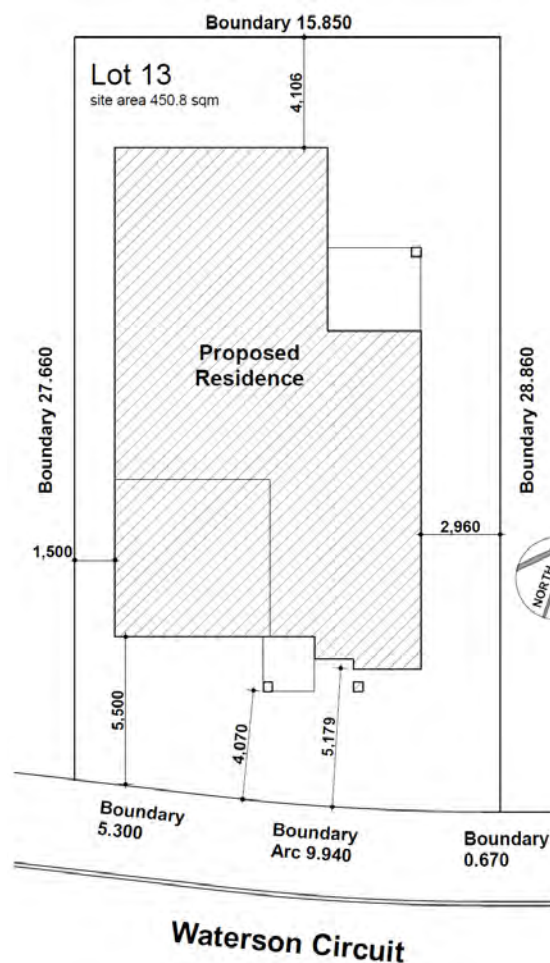 Boundary 15.850
Lot 13
site area 450.8 sqm
4,106
Proposed
Residence
Boundary 27.660
Boundary 28.860
1,500
2,960
NORTH
5,500
4,070
5,179
Boundary
5.300
Boundary
Arc 9.940
Boundary
0.670
Waterson Circuit